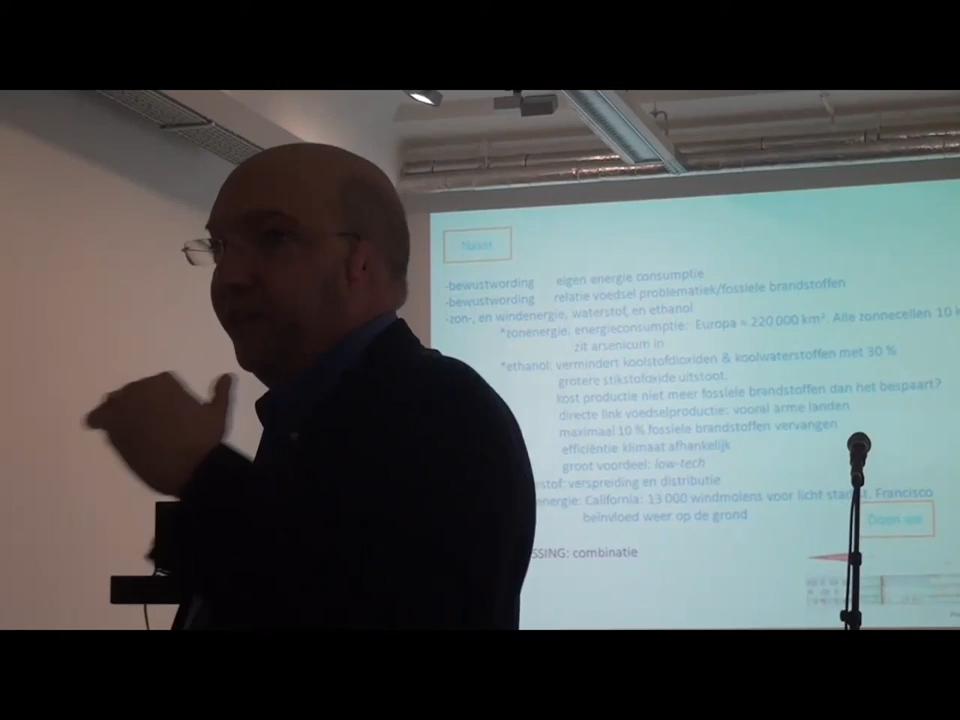 -bewustwording eigen energie consumptie
-bewustwording relatie voedsel problematiek/fossiele brandstoffen
-zon-, en windenergie, waterstof, en ethanol
*zonenergie: energieconsumptie: Europa ≈ 220 000 km². Alle zonnecellen 10 k
zit arsenicum in
*ethanol: vermindert koolstofdioxiden & koolwaterstoffen met 30 %
grotere stikstofoxide uitstoot.
kost productie niet meer fossiele brandstoffen dan het bespaart?
directe link voedselproductie: vooral arme landen
maximaal 10 % fossiele brandstoffen vervangen
efficiëntie klimaat afhankelijk
groot voordeel: low-tech
stof: verspreiding en distributie
energie: California: 13 000 windmolens voor licht stad S. Francisco
beïnvloed weer op de grond
SSING: combinatie